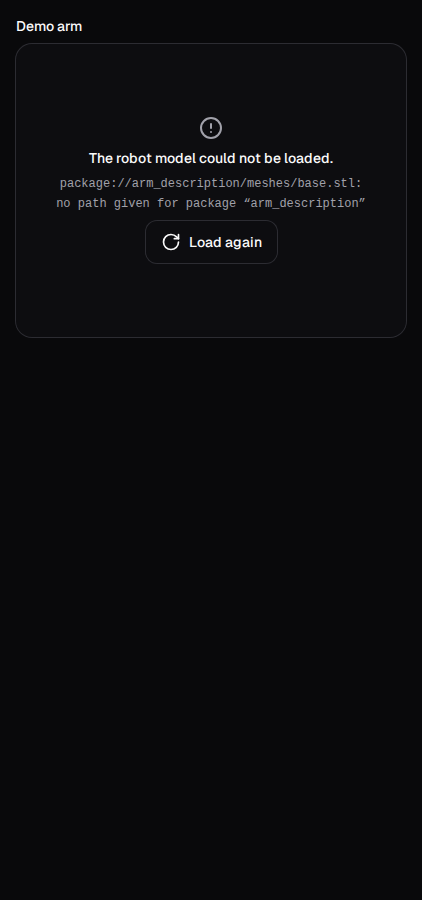 Demo arm
The robot model could not be loaded.
package://arm_description/meshes/base.stl:
no path given for package “arm_description”
Load again